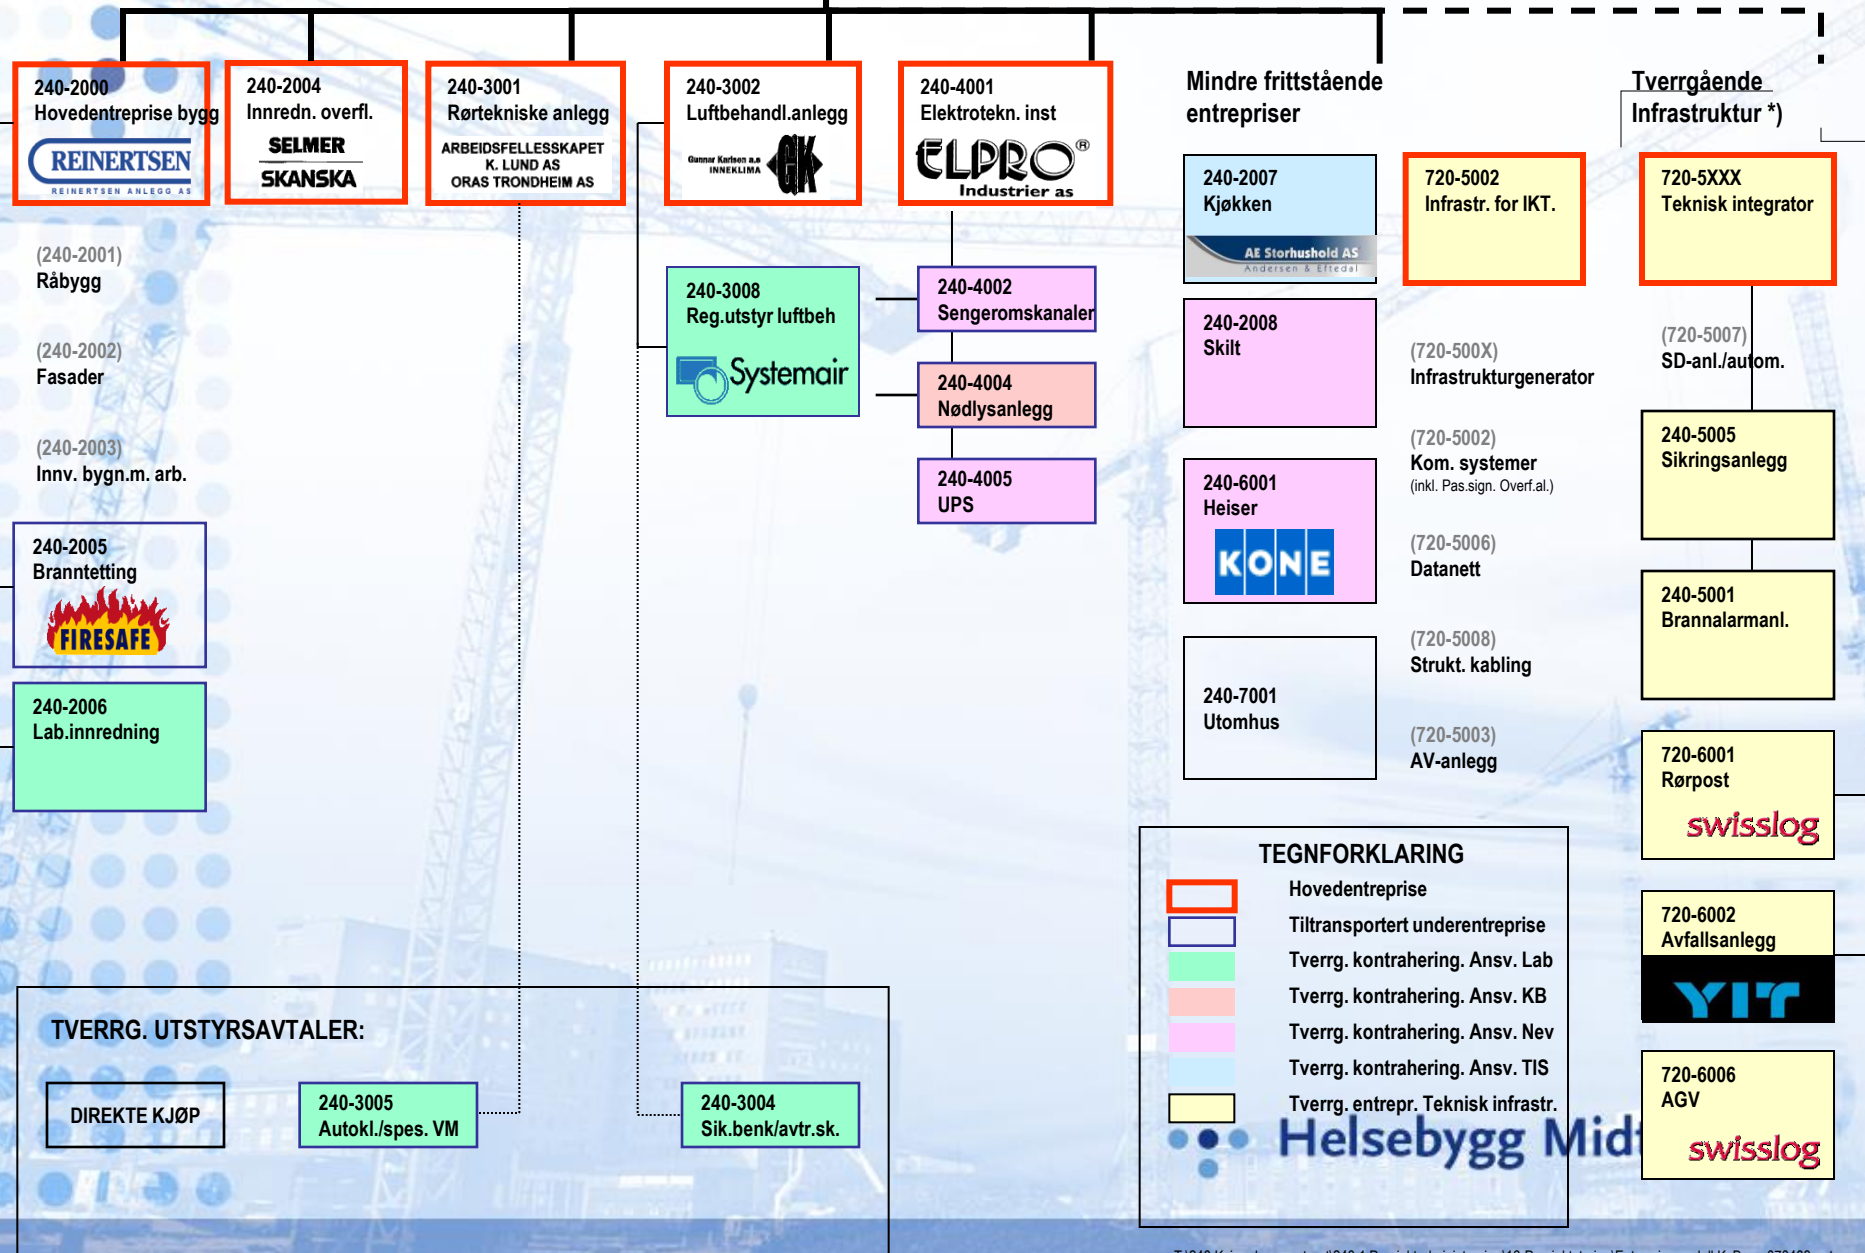 240-2000
Hovedentreprise bygg
REINERTSEN
REINERTSEN ANLEGG AS
240-2004
Innredn. overfl.
SELMER
SKANSKA
240-3001
Rørtekniske anlegg
ARBEIDSFELLESSKAPET
K. LUND AS
ORAS TRONDHEIM AS
240-3002
Luftbehandl.anlegg
Gunnar Karlsen a.s
INNEKLIMA
GK
240-4001
Elektrotekn. inst
ELPRO®
Industrier as
Mindre frittstående
entrepriser
Tverrgående
Infrastruktur *)
(240-2001)
Råbygg
(240-2002)
Fasader
(240-2003)
Innv. bygn.m. arb.
240-2005
Branntetting
FIRESAFE
240-2006
Lab.innredning
240-3008
Reg.utstyr luftbeh
Systemair
240-4002
Sengeromskanaler
240-4004
Nødlysanlegg
240-4005
UPS
240-2007
Kjøkken
AE Storhushold AS
Andersen & Eftedal
240-2008
Skilt
240-6001
Heiser
KONE
240-7001
Utomhus
720-5002
Infrastr. for IKT.
(720-500X)
Infrastrukturgenerator
(720-5002)
Kom. systemer
(inkl. Pas.sign. Overf.al.)
(720-5006)
Datanett
(720-5008)
Strukt. kabling
(720-5003)
AV-anlegg
720-5XXX
Teknisk integrator
(720-5007)
SD-anl./autom.
240-5005
Sikringsanlegg
240-5001
Brannalarmanl.
720-6001
Rørpost
swisslog
720-6002
Avfallsanlegg
YIT
720-6006
AGV
swisslog
TEGNFORKLARING
Hovedentreprise
Tiltransportert underentreprise
Tverrg. kontrahering. Ansv. Lab
Tverrg. kontrahering. Ansv. KB
Tverrg. kontrahering. Ansv. Nev
Tverrg. kontrahering. Ansv. TIS
Tverrg. entrepr. Teknisk infrastr.
Helsebygg Midt
TVERRG. UTSTYRSAVTALER:
DIREKTE KJØP
240-3005
Autokl./spes. VM
240-3004
Sik.benk/avtr.sk.